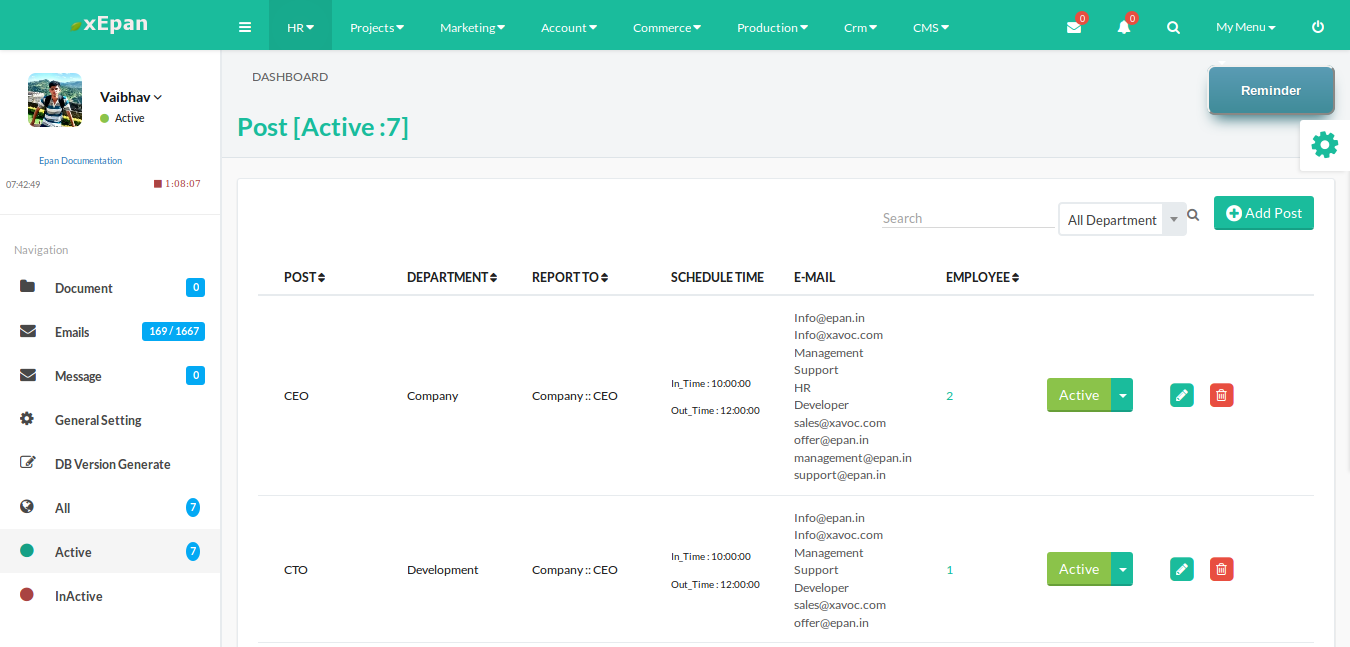 xEpan
HR
Projects
Marketing
Account
Commerce
Production
Crm
CMS
0
0
My Menu
Vaibhav
Active
Epan Documentation
07:42:49
1:08:07
Navigation
Document 0
Emails 169 / 1667
Message 0
General Setting
DB Version Generate
All 7
Active 7
InActive
DASHBOARD
Reminder
Post [Active :7]
Search
All Department
Add Post
POST DEPARTMENT REPORT TO SCHEDULE TIME E-MAIL EMPLOYEE
CEO
Company
Company :: CEO
In_Time : 10:00:00
Out_Time : 12:00:00
Info@epan.in
Info@xavoc.com
Management
Support
HR
Developer
sales@xavoc.com
offer@epan.in
management@epan.in
support@epan.in
2
Active
CTO
Development
Company :: CEO
In_Time : 10:00:00
Out_Time : 12:00:00
Info@epan.in
Info@xavoc.com
Management
Support
Developer
sales@xavoc.com
offer@epan.in
1
Active